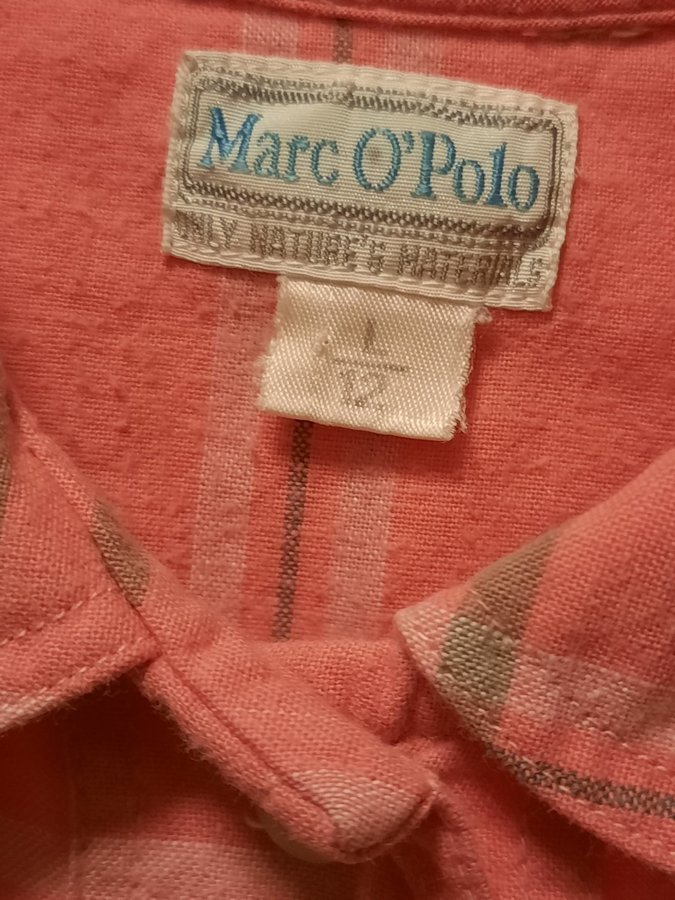 Marc O'Polo
ONLY NATURE'S MATERIALS
L
12